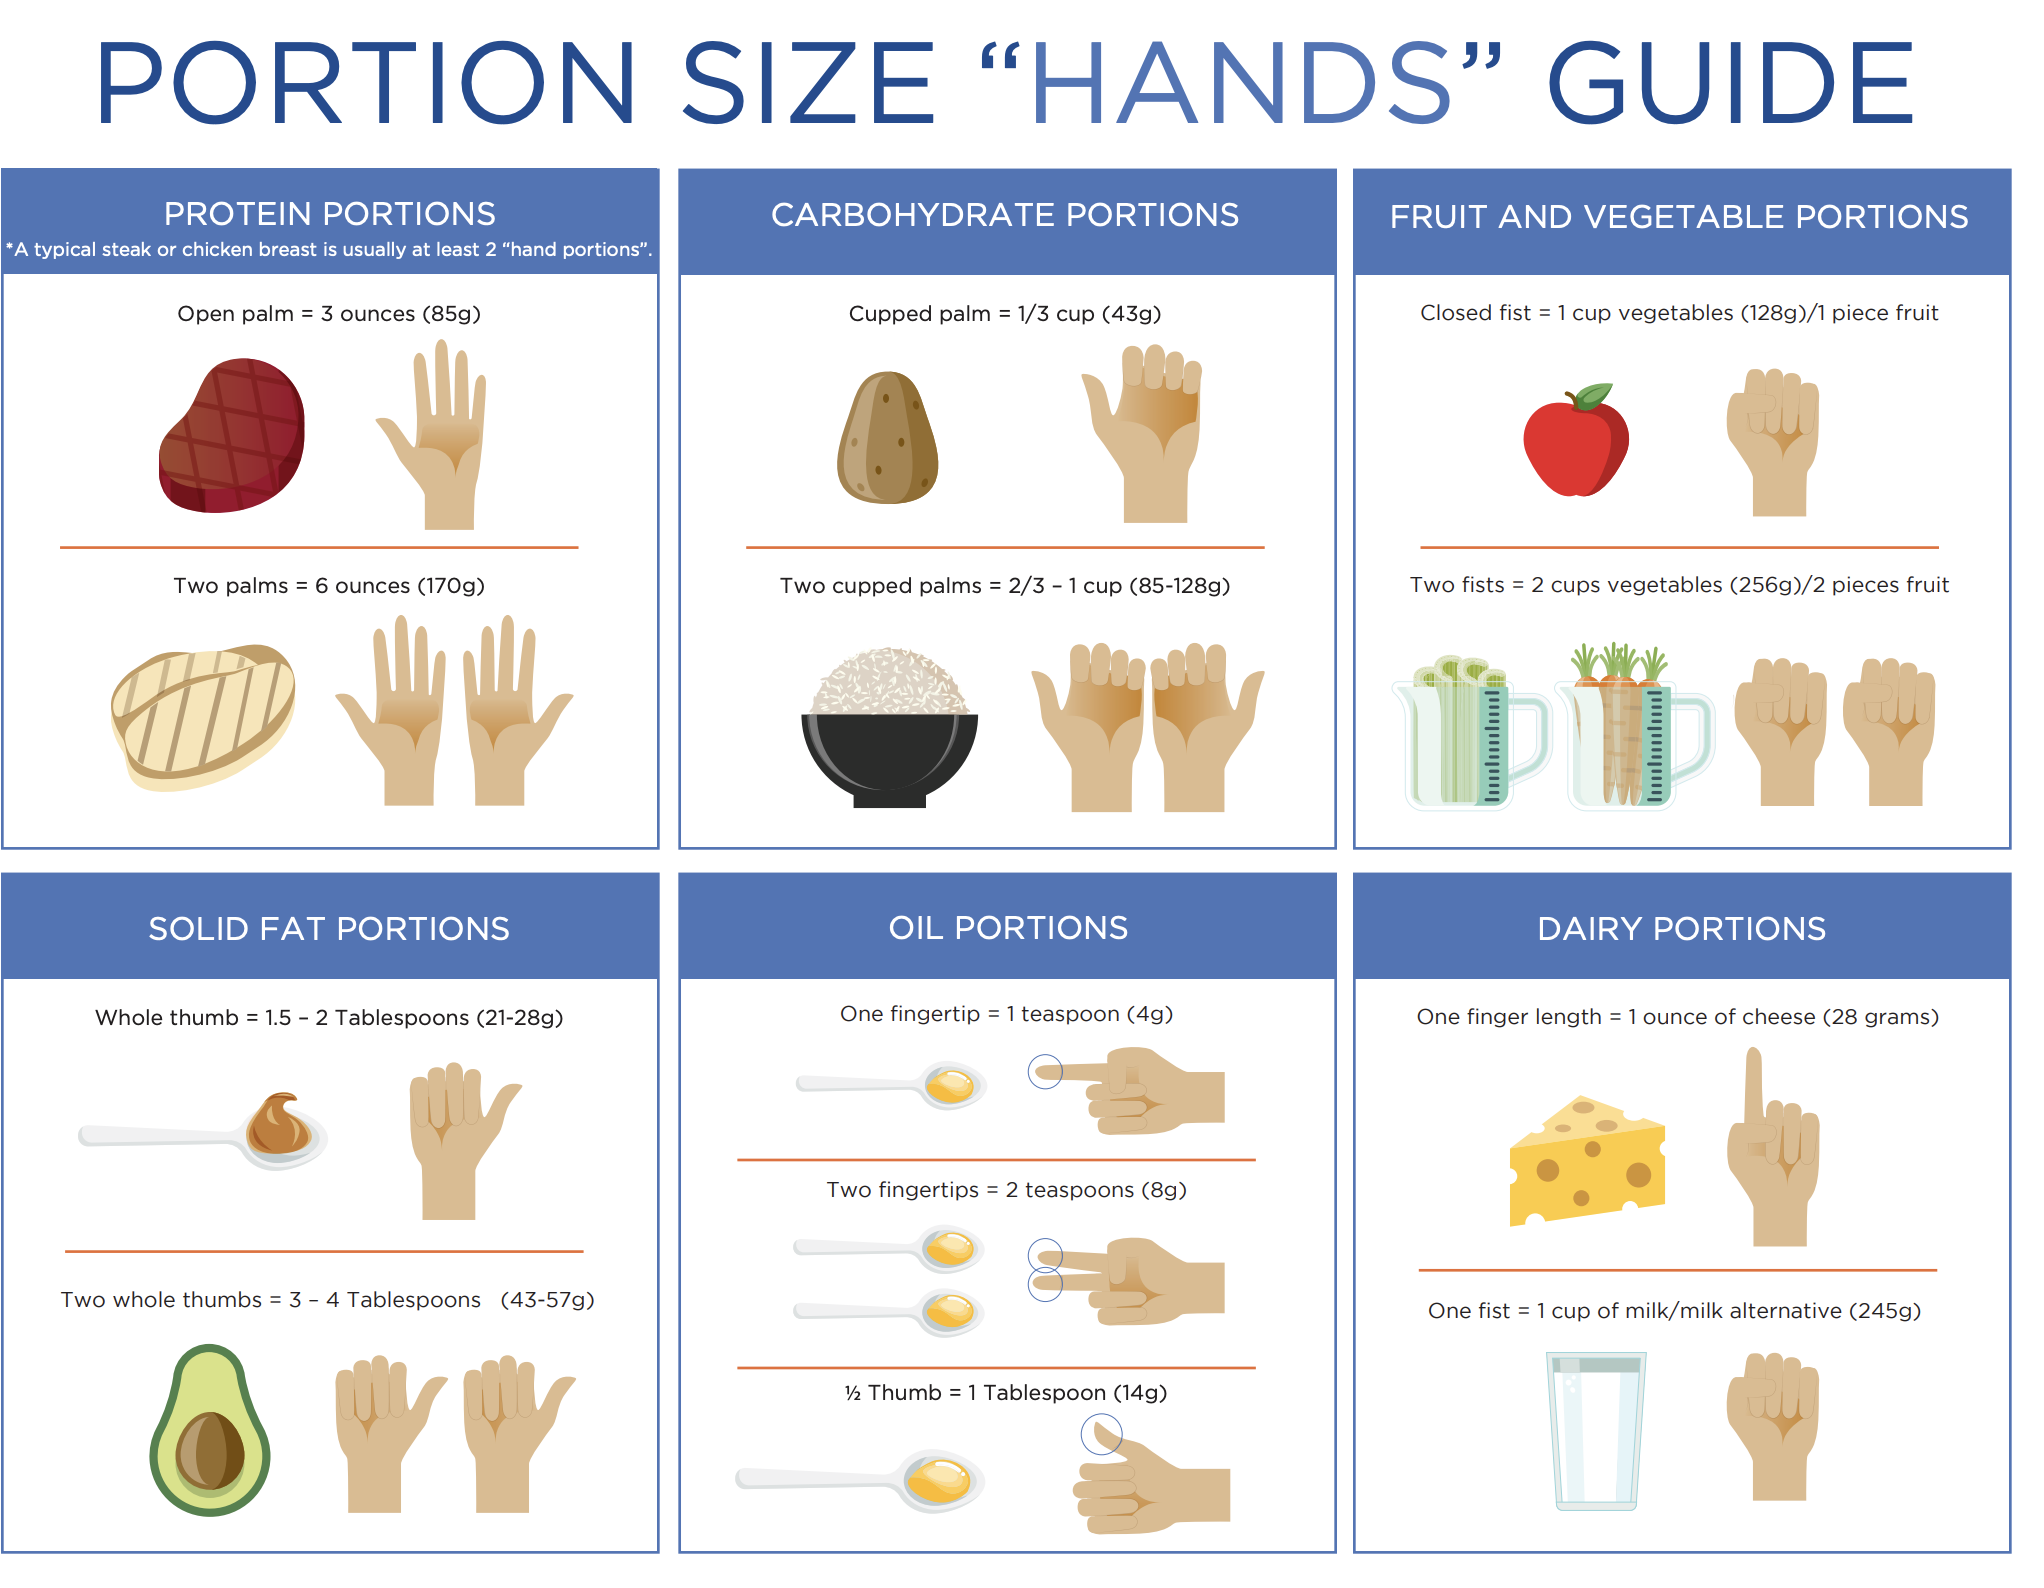 PORTION SIZE “HANDS” GUIDE
PROTEIN PORTIONS
*A typical steak or chicken breast is usually at least 2 “hand portions”.
Open palm = 3 ounces (85g)
Two palms = 6 ounces (170g)
CARBOHYDRATE PORTIONS
Cupped palm = 1/3 cup (43g)
Two cupped palms = 2/3 – 1 cup (85-128g)
FRUIT AND VEGETABLE PORTIONS
Closed fist = 1 cup vegetables (128g)/1 piece fruit
Two fists = 2 cups vegetables (256g)/2 pieces fruit
SOLID FAT PORTIONS
Whole thumb = 1.5 – 2 Tablespoons (21-28g)
Two whole thumbs = 3 – 4 Tablespoons (43-57g)
OIL PORTIONS
One fingertip = 1 teaspoon (4g)
Two fingertips = 2 teaspoons (8g)
½ Thumb = 1 Tablespoon (14g)
DAIRY PORTIONS
One finger length = 1 ounce of cheese (28 grams)
One fist = 1 cup of milk/milk alternative (245g)